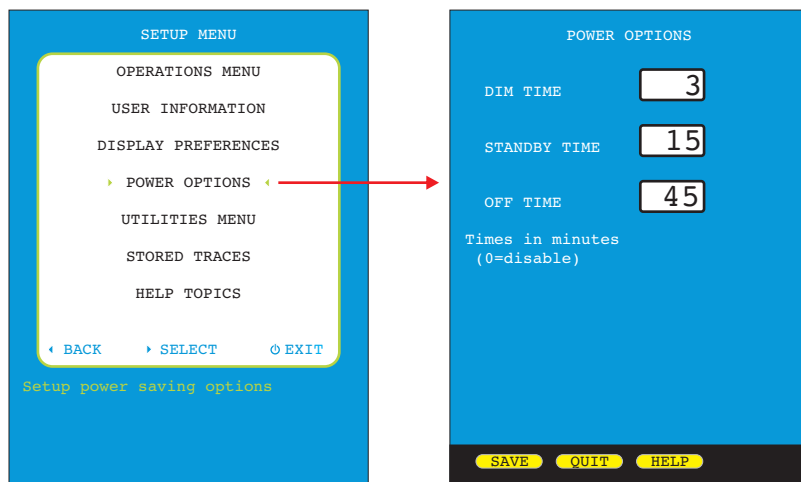 SETUP MENU
OPERATIONS MENU
USER INFORMATION
DISPLAY PREFERENCES
POWER OPTIONS
UTILITIES MENU
STORED TRACES
HELP TOPICS
BACK SELECT EXIT
Setup power saving options
POWER OPTIONS
DIM TIME 3
STANDBY TIME 15
OFF TIME 45
Times in minutes
(0=disable)
SAVE QUIT HELP